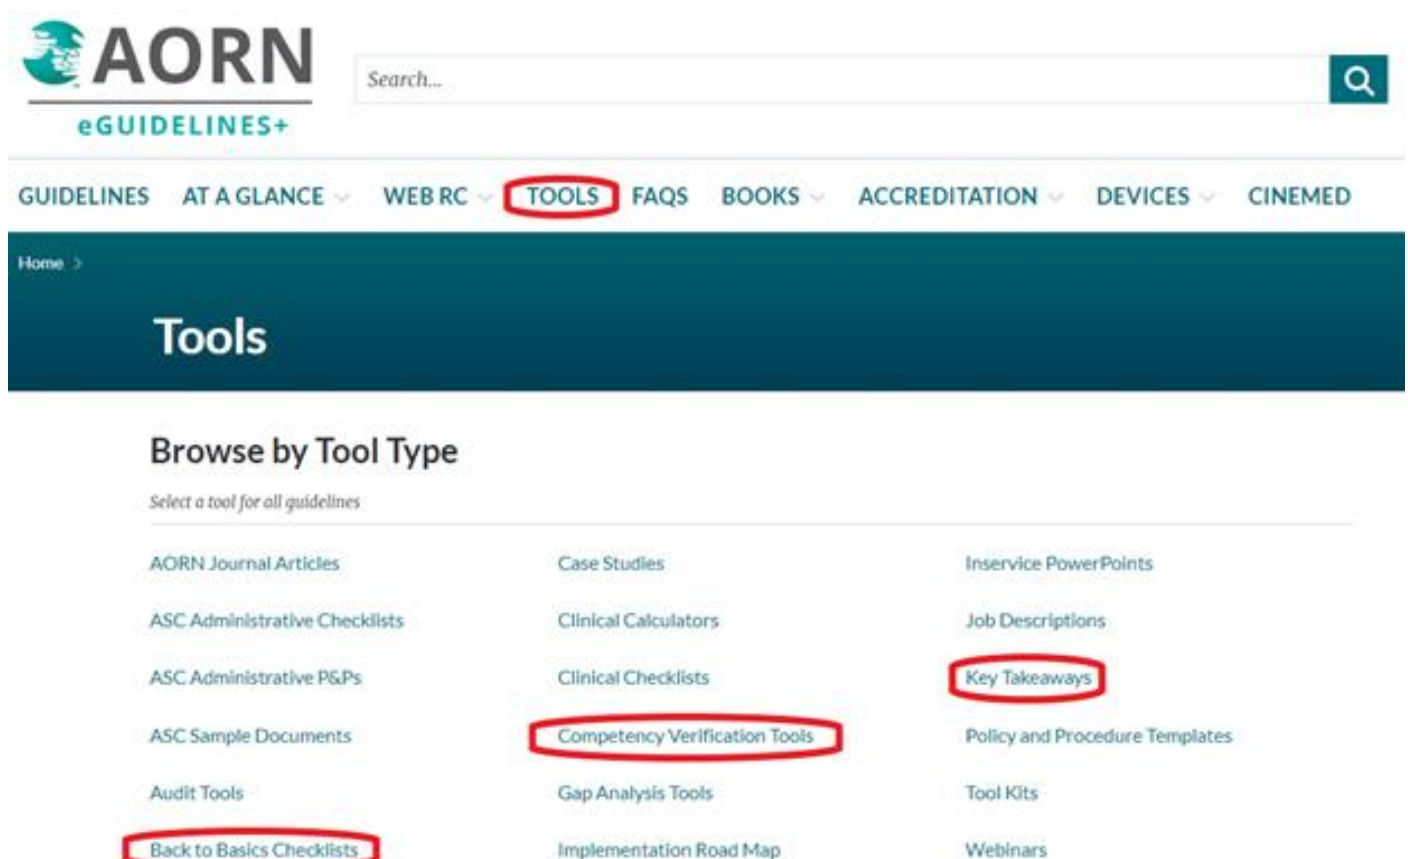 AORN
Search...
eGUIDELINES+
GUIDELINES AT A GLANCE WEB RC TOOLS FAQS BOOKS ACCREDITATION DEVICES CINEMED
Home >
Tools
Browse by Tool Type
Select a tool for all guidelines
AORN Journal Articles Case Studies Inservice PowerPoints
ASC Administrative Checklists Clinical Calculators Job Descriptions
ASC Administrative P&Ps Clinical Checklists Key Takeaways
ASC Sample Documents Competency Verification Tools Policy and Procedure Templates
Audit Tools Gap Analysis Tools Tool Kits
Back to Basics Checklists Implementation Road Map Webinars